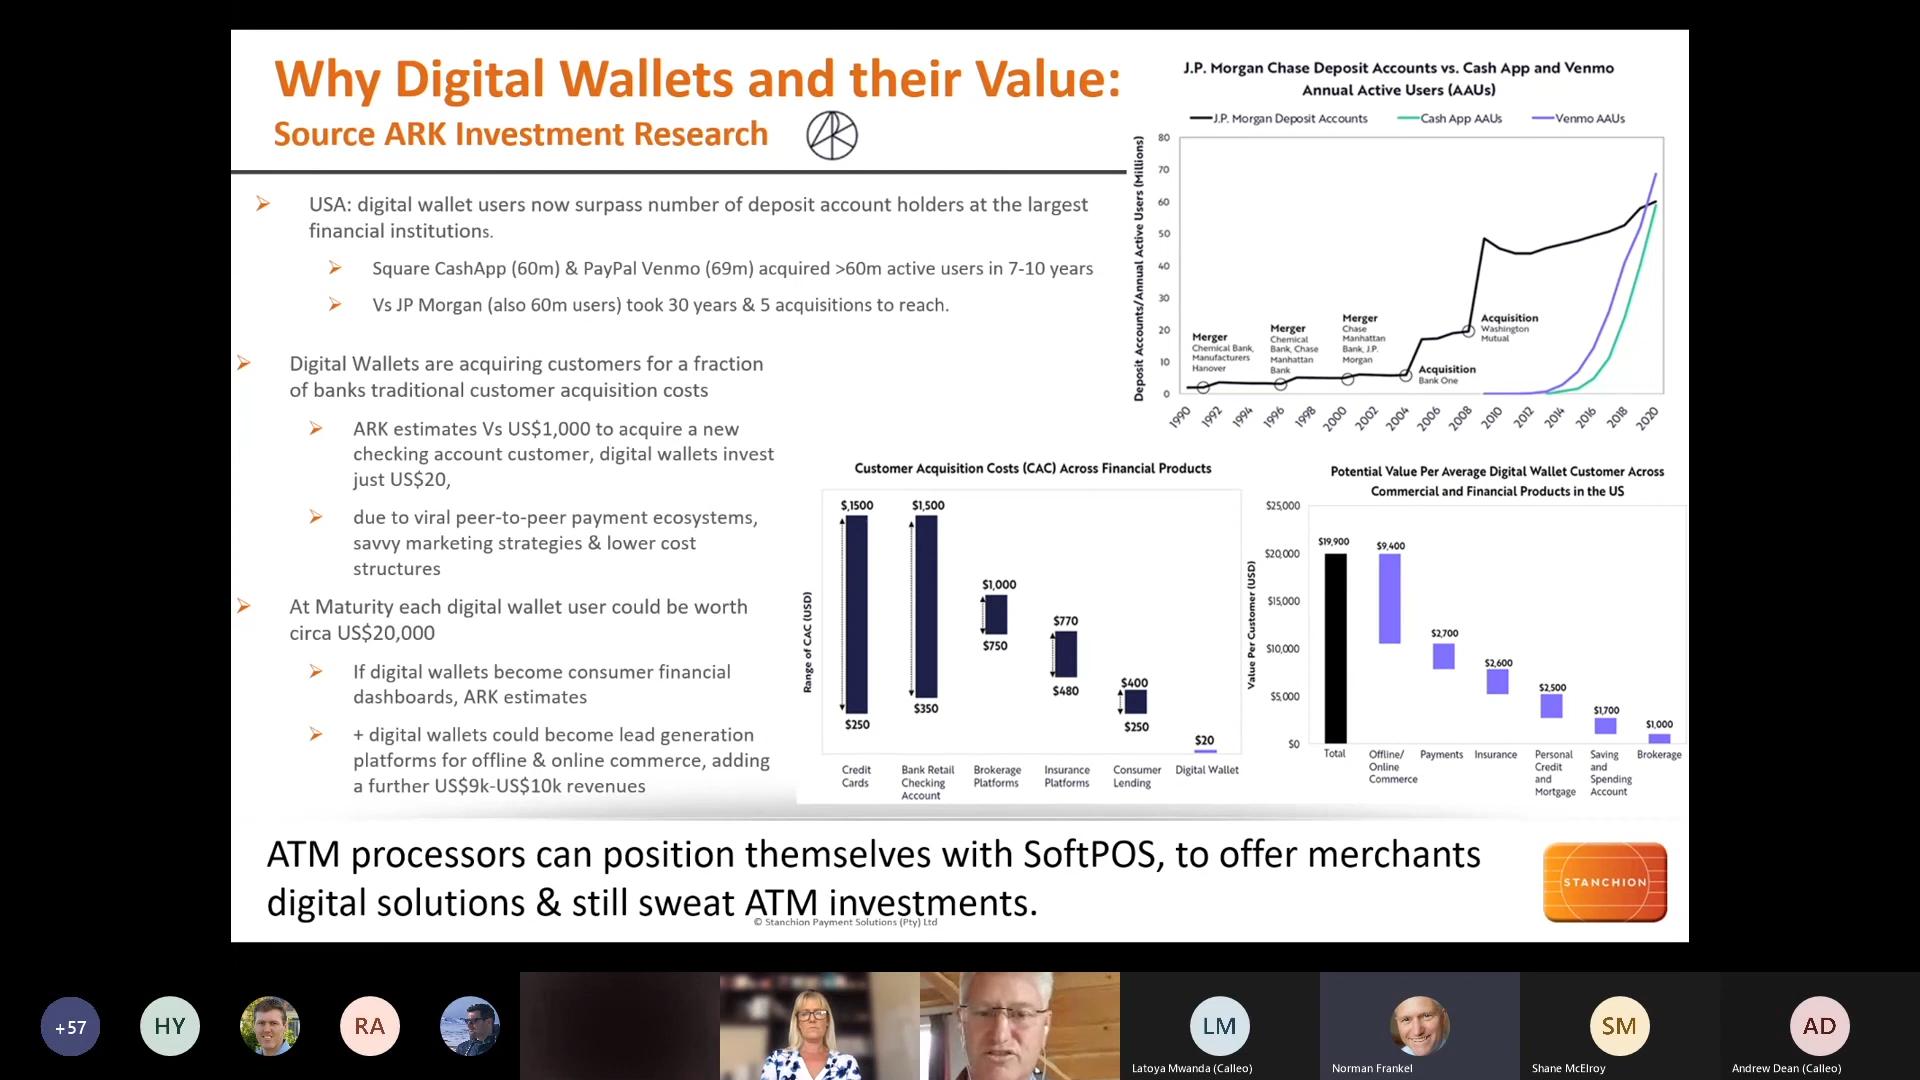 Why Digital Wallets and their Value:
Source ARK Investment Research
USA: digital wallet users now surpass number of deposit account holders at the largest
financial institutions.
Square CashApp (60m) & PayPal Venmo (69m) acquired >60m active users in 7-10 years
Vs JP Morgan (also 60m users) took 30 years & 5 acquisitions to reach.
Digital Wallets are acquiring customers for a fraction
of banks traditional customer acquisition costs
ARK estimates Vs US$1,000 to acquire a new
checking account customer, digital wallets invest
just US$20,
due to viral peer-to-peer payment ecosystems,
savvy marketing strategies & lower cost
structures
At Maturity each digital wallet user could be worth
circa US$20,000
If digital wallets become consumer financial
dashboards, ARK estimates
+ digital wallets could become lead generation
platforms for offline & online commerce, adding
a further US$9k-US$10k revenues
J.P. Morgan Chase Deposit Accounts vs. Cash App and Venmo
Annual Active Users (AAUs)
J.P. Morgan Deposit Accounts
Cash App AAUs
Venmo AAUs
Deposit Accounts/Annual Active Users (Millions)
80
70
60
50
40
30
20
10
0
Merger
Chemical Bank,
Manufacturers
Hanover
Merger
Chemical
Bank, Chase
Manhattan
Bank
Merger
Chase
Manhattan
Bank, J.P.
Morgan
Acquisition
Bank One
Acquisition
Washington
Mutual
1990
1992
1994
1996
1998
2000
2002
2004
2006
2008
2010
2012
2014
2016
2018
2020
Customer Acquisition Costs (CAC) Across Financial Products
Range of CAC (USD)
$,1500
$250
$1,500
$350
$1,000
$750
$770
$480
$400
$250
$20
Credit
Cards
Bank Retail
Checking
Account
Brokerage
Platforms
Insurance
Platforms
Consumer
Lending
Digital Wallet
Potential Value Per Average Digital Wallet Customer Across
Commercial and Financial Products in the US
Value Per Customer (USD)
$25,000
$20,000
$15,000
$10,000
$5,000
$0
$19,900
$9,400
$2,700
$2,600
$2,500
$1,700
$1,000
Total
Offline/
Online
Commerce
Payments
Insurance
Personal
Credit
and
Mortgage
Saving
and
Spending
Account
Brokerage
ATM processors can position themselves with SoftPOS, to offer merchants
digital solutions & still sweat ATM investments.
© Stanchion Payment Solutions (Pty) Ltd
STANCHION
+57
HY
RA
LM
Latoya Mwanda (Calleo)
Norman Frankel
SM
Shane McElroy
AD
Andrew Dean (Calleo)